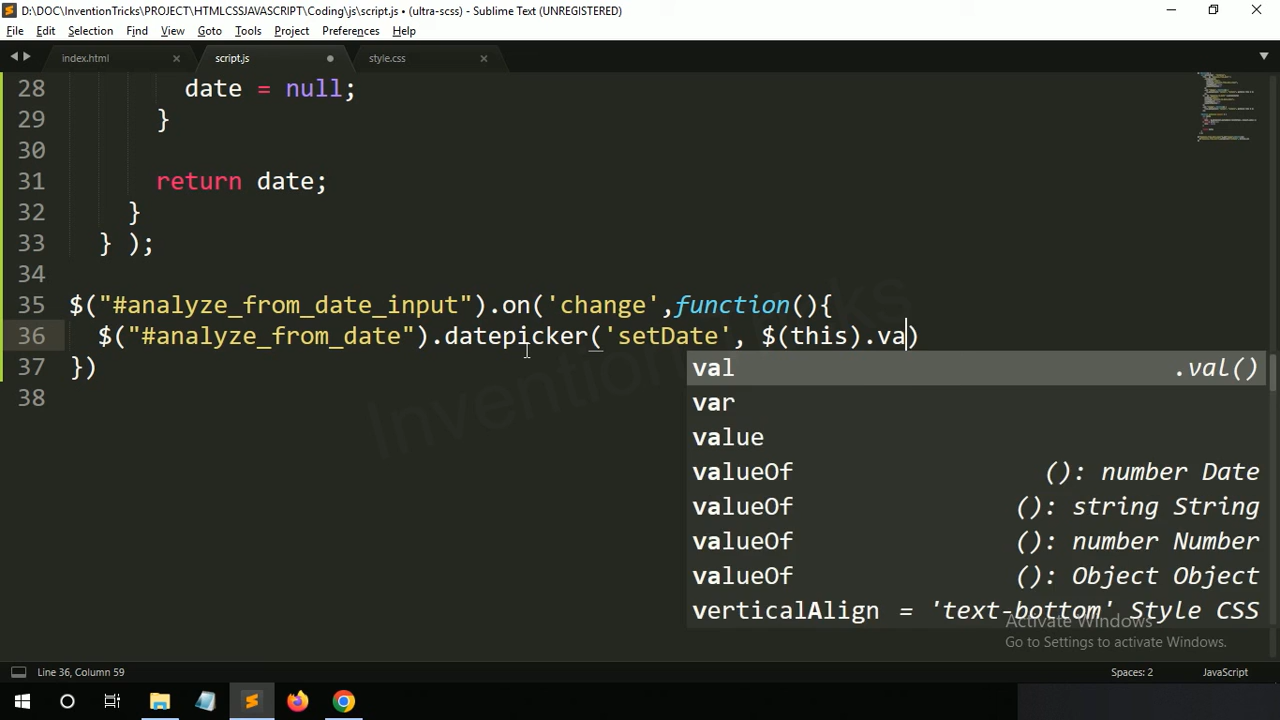 D:\DOC\InventionTricks\PROJECT\HTMLCSSJAVASCRIPT\Coding\js\script.js • (ultra-scss) - Sublime Text (UNREGISTERED)
File Edit Selection Find View Goto Tools Project Preferences Help
index.html script.js style.css
28 date = null;
29 }
30
31 return date;
32 }
33 } );
34
35 $("#analyze_from_date_input").on('change',function(){
36 $("#analyze_from_date").datepicker('setDate', $(this).va)
37 })
38
val .val()
var
value
valueOf (): number Date
valueOf (): string String
valueOf (): number Number
valueOf (): Object Object
verticalAlign = 'text-bottom' Style CSS
Activate Windows
Go to Settings to activate Windows.
Line 36, Column 59 Spaces: 2 JavaScript